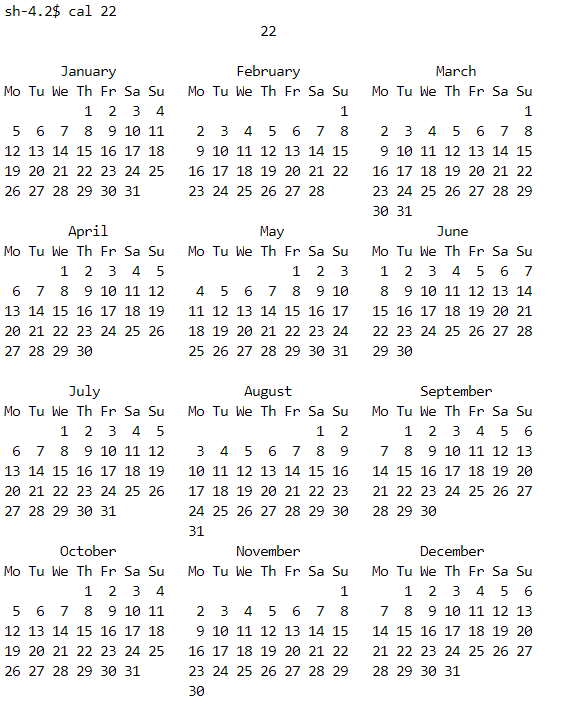 sh-4.2$ cal 22
                                22

       January               February                 March
Mo Tu We Th Fr Sa Su   Mo Tu We Th Fr Sa Su   Mo Tu We Th Fr Sa Su
          1  2  3  4                      1                      1
 5  6  7  8  9 10 11    2  3  4  5  6  7  8    2  3  4  5  6  7  8
12 13 14 15 16 17 18    9 10 11 12 13 14 15    9 10 11 12 13 14 15
19 20 21 22 23 24 25   16 17 18 19 20 21 22   16 17 18 19 20 21 22
26 27 28 29 30 31      23 24 25 26 27 28      23 24 25 26 27 28 29
                                              30 31
        April                   May                   June
Mo Tu We Th Fr Sa Su   Mo Tu We Th Fr Sa Su   Mo Tu We Th Fr Sa Su
       1  2  3  4  5                1  2  3    1  2  3  4  5  6  7
 6  7  8  9 10 11 12    4  5  6  7  8  9 10    8  9 10 11 12 13 14
13 14 15 16 17 18 19   11 12 13 14 15 16 17   15 16 17 18 19 20 21
20 21 22 23 24 25 26   18 19 20 21 22 23 24   22 23 24 25 26 27 28
27 28 29 30            25 26 27 28 29 30 31   29 30

        July                  August                September
Mo Tu We Th Fr Sa Su   Mo Tu We Th Fr Sa Su   Mo Tu We Th Fr Sa Su
       1  2  3  4  5                   1  2       1  2  3  4  5  6
 6  7  8  9 10 11 12    3  4  5  6  7  8  9    7  8  9 10 11 12 13
13 14 15 16 17 18 19   10 11 12 13 14 15 16   14 15 16 17 18 19 20
20 21 22 23 24 25 26   17 18 19 20 21 22 23   21 22 23 24 25 26 27
27 28 29 30 31         24 25 26 27 28 29 30   28 29 30
                       31
       October               November               December
Mo Tu We Th Fr Sa Su   Mo Tu We Th Fr Sa Su   Mo Tu We Th Fr Sa Su
          1  2  3  4                      1       1  2  3  4  5  6
 5  6  7  8  9 10 11    2  3  4  5  6  7  8    7  8  9 10 11 12 13
12 13 14 15 16 17 18    9 10 11 12 13 14 15   14 15 16 17 18 19 20
19 20 21 22 23 24 25   16 17 18 19 20 21 22   21 22 23 24 25 26 27
26 27 28 29 30 31      23 24 25 26 27 28 29   28 29 30 31
                       30